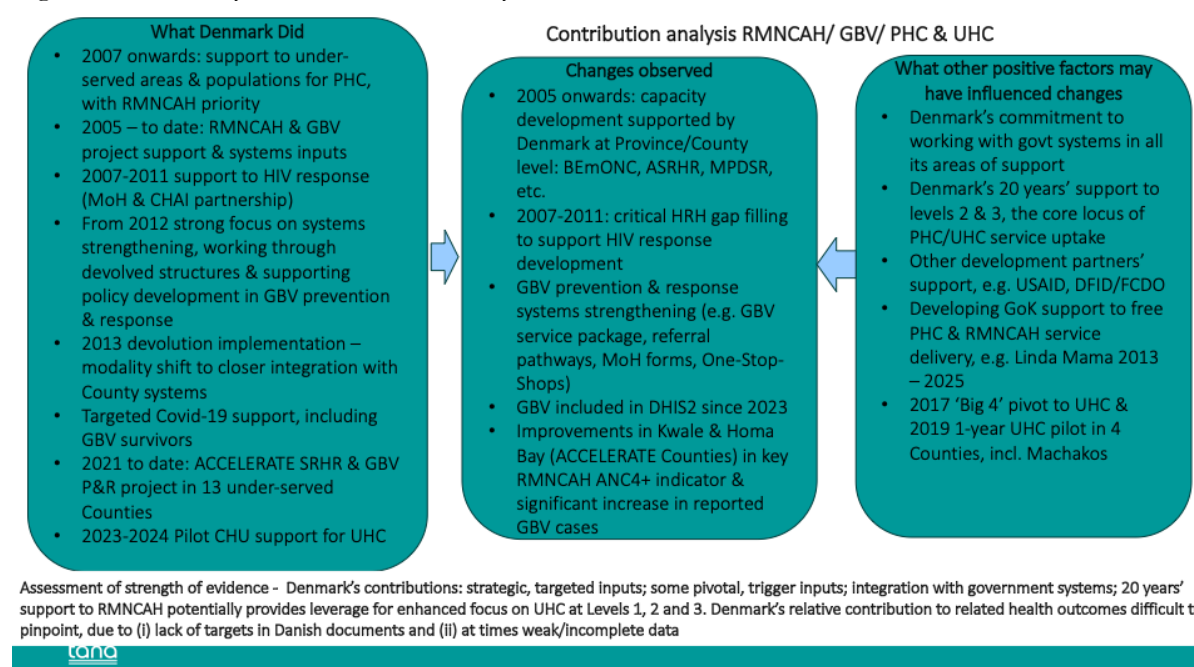 What Denmark Did
• 2007 onwards: support to under-
served areas & populations for PHC,
with RMNCAH priority
• 2005 – to date: RMNCAH & GBV
project support & systems inputs
• 2007-2011 support to HIV response
(MoH & CHAI partnership)
• From 2012 strong focus on systems
strengthening, working through
devolved structures & supporting
policy development in GBV prevention
& response
• 2013 devolution implementation –
modality shift to closer integration with
County systems
• Targeted Covid-19 support, including
GBV survivors
• 2021 to date: ACCELERATE SRHR & GBV
P&R project in 13 under-served
Counties
• 2023-2024 Pilot CHU support for UHC
Contribution analysis RMNCAH/ GBV/ PHC & UHC
Changes observed
• 2005 onwards: capacity
development supported by
Denmark at Province/County
level: BEmONC, ASRHR, MPDSR,
etc.
• 2007-2011: critical HRH gap filling
to support HIV response
development
• GBV prevention & response
systems strengthening (e.g. GBV
service package, referral
pathways, MoH forms, One-Stop-
Shops)
• GBV included in DHIS2 since 2023
• Improvements in Kwale & Homa
Bay (ACCELERATE Counties) in key
RMNCAH ANC4+ indicator &
significant increase in reported
GBV cases
What other positive factors may
have influenced changes
• Denmark's commitment to
working with govt systems in all
its areas of support
• Denmark's 20 years' support to
levels 2 & 3, the core locus of
PHC/UHC service uptake
• Other development partners'
support, e.g. USAID, DFID/FCDO
• Developing GoK support to free
PHC & RMNCAH service
delivery, e.g. Linda Mama 2013
– 2025
• 2017 'Big 4' pivot to UHC &
2019 1-year UHC pilot in 4
Counties, incl. Machakos
Assessment of strength of evidence - Denmark's contributions: strategic, targeted inputs; some pivotal, trigger inputs; integration with government systems; 20 years'
support to RMNCAH potentially provides leverage for enhanced focus on UHC at Levels 1, 2 and 3. Denmark's relative contribution to related health outcomes difficult t
pinpoint, due to (i) lack of targets in Danish documents and (ii) at times weak/incomplete data
tana